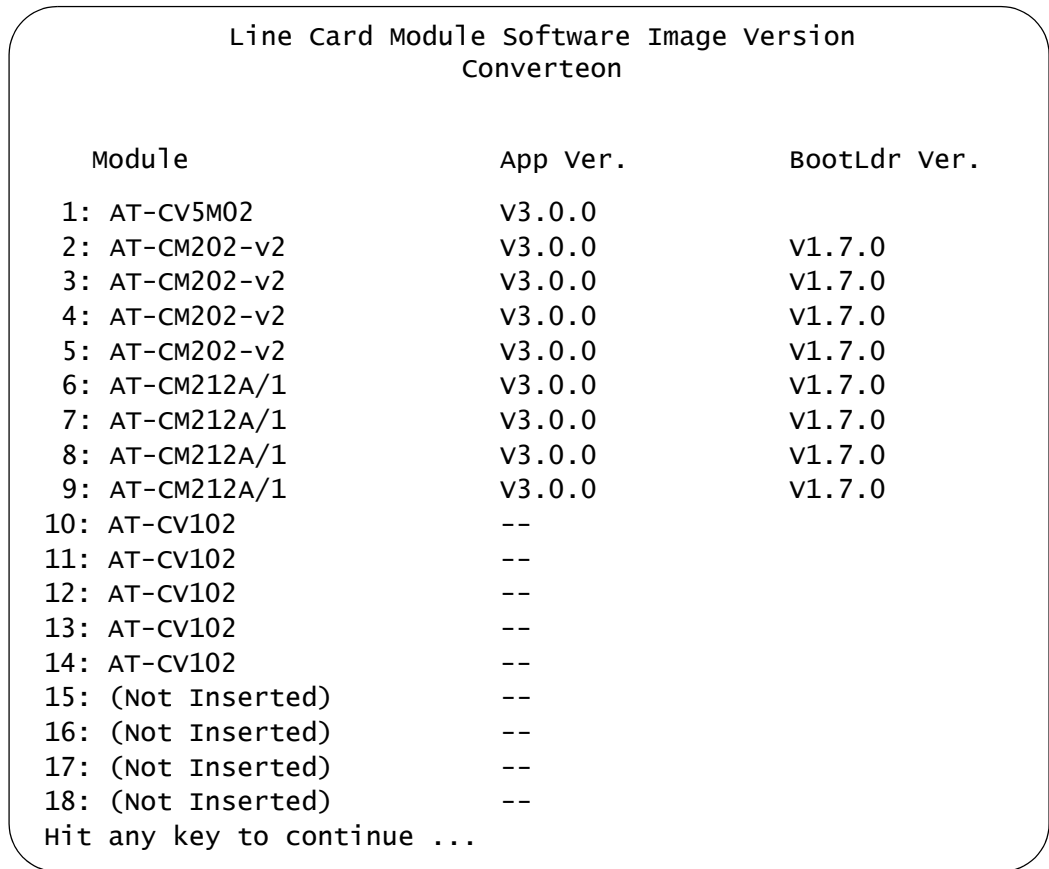 Line Card Module Software Image Version
Converteon
Module App Ver. BootLdr Ver.
1: AT-CV5M02 V3.0.0
2: AT-CM202-v2 V3.0.0 V1.7.0
3: AT-CM202-v2 V3.0.0 V1.7.0
4: AT-CM202-v2 V3.0.0 V1.7.0
5: AT-CM202-v2 V3.0.0 V1.7.0
6: AT-CM212A/1 V3.0.0 V1.7.0
7: AT-CM212A/1 V3.0.0 V1.7.0
8: AT-CM212A/1 V3.0.0 V1.7.0
9: AT-CM212A/1 V3.0.0 V1.7.0
10: AT-CV102 --
11: AT-CV102 --
12: AT-CV102 --
13: AT-CV102 --
14: AT-CV102 --
15: (Not Inserted) --
16: (Not Inserted) --
17: (Not Inserted) --
18: (Not Inserted) --
Hit any key to continue ...